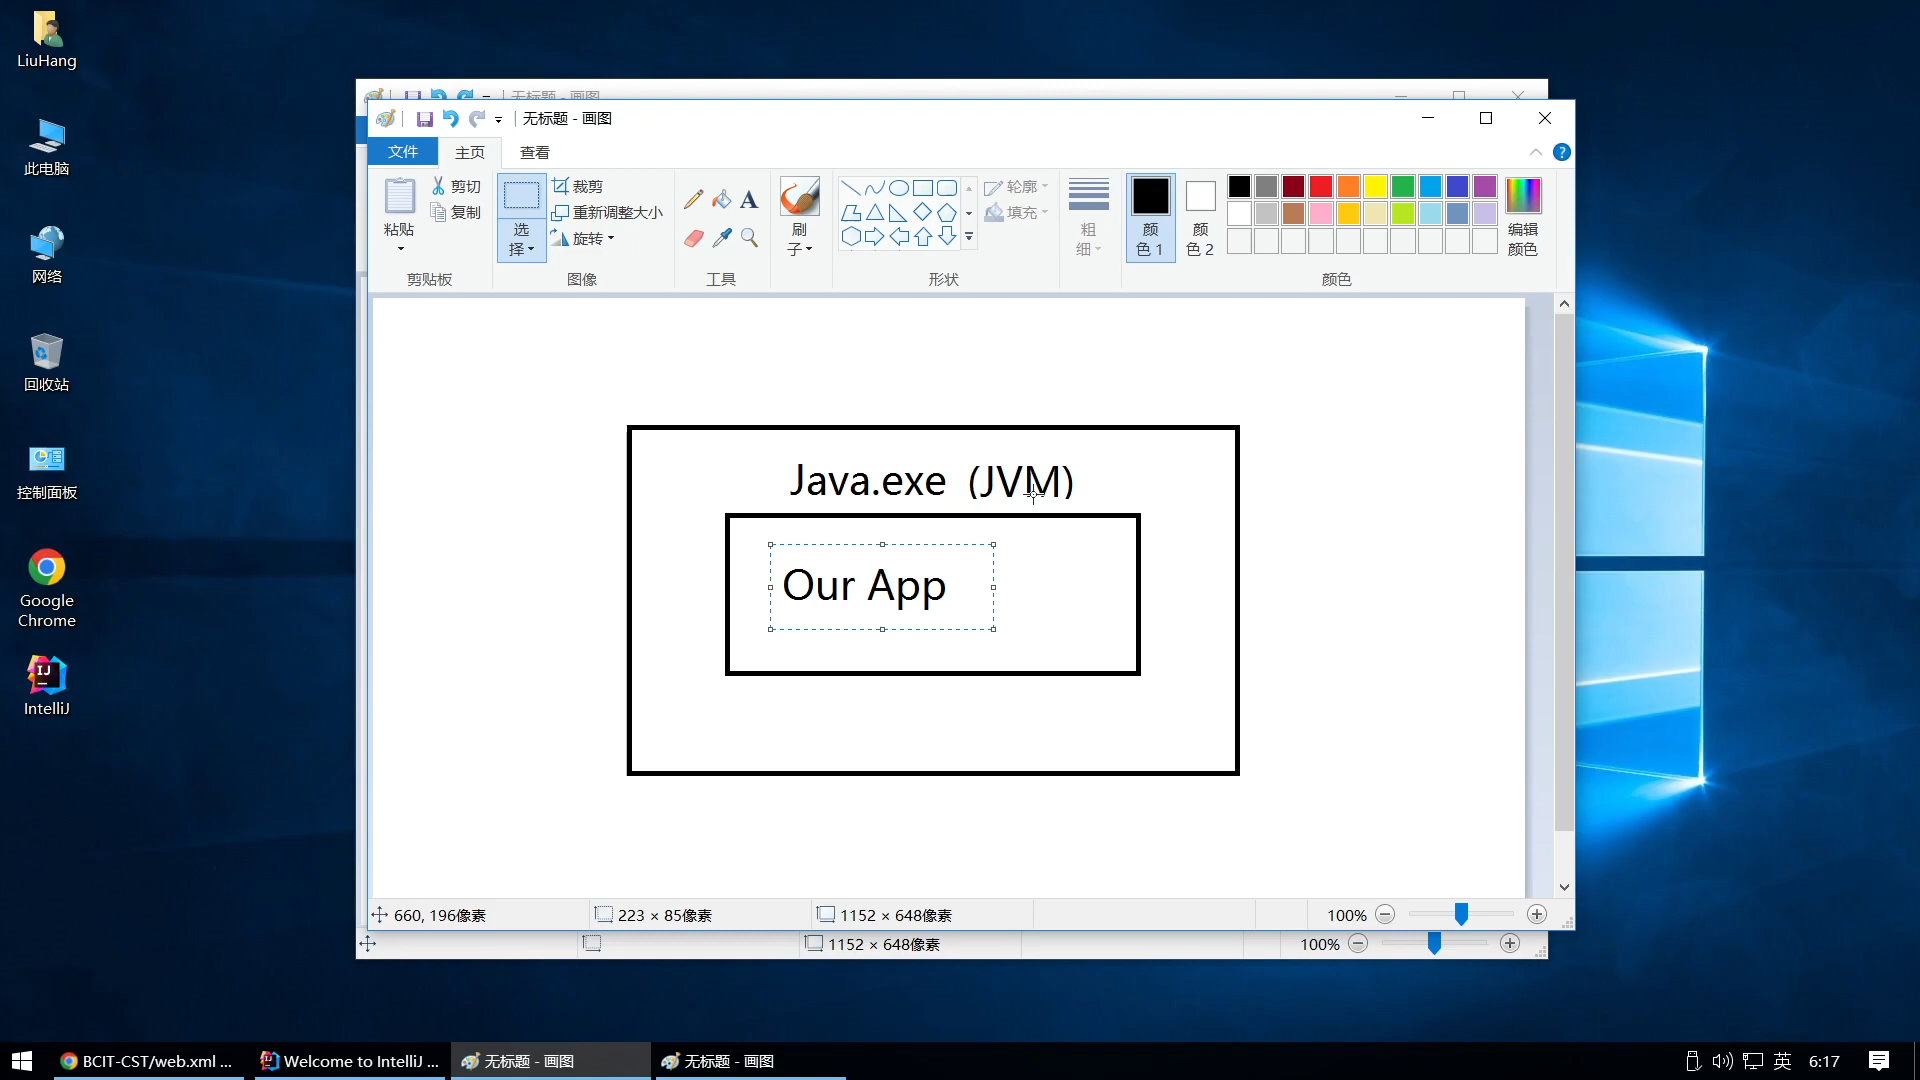 LiuHang
此电脑
网络
回收站
控制面板
Google
Chrome
IntelliJ
无标题 - 画图
无标题 - 画图
文件
主页
查看
粘贴
剪切
复制
剪贴板
选
择
裁剪
重新调整大小
旋转
图像
A
工具
刷
子
形状
轮廓
填充
粗
细
颜
色 1
颜
色 2
颜色
编辑
颜色
Java.exe (JVM)
Our App
660, 196像素
223 × 85像素
1152 × 648像素
100%
1152 × 648像素
100%
BCIT-CST/web.xml ...
Welcome to IntelliJ ...
无标题 - 画图
无标题 - 画图
英
6:17